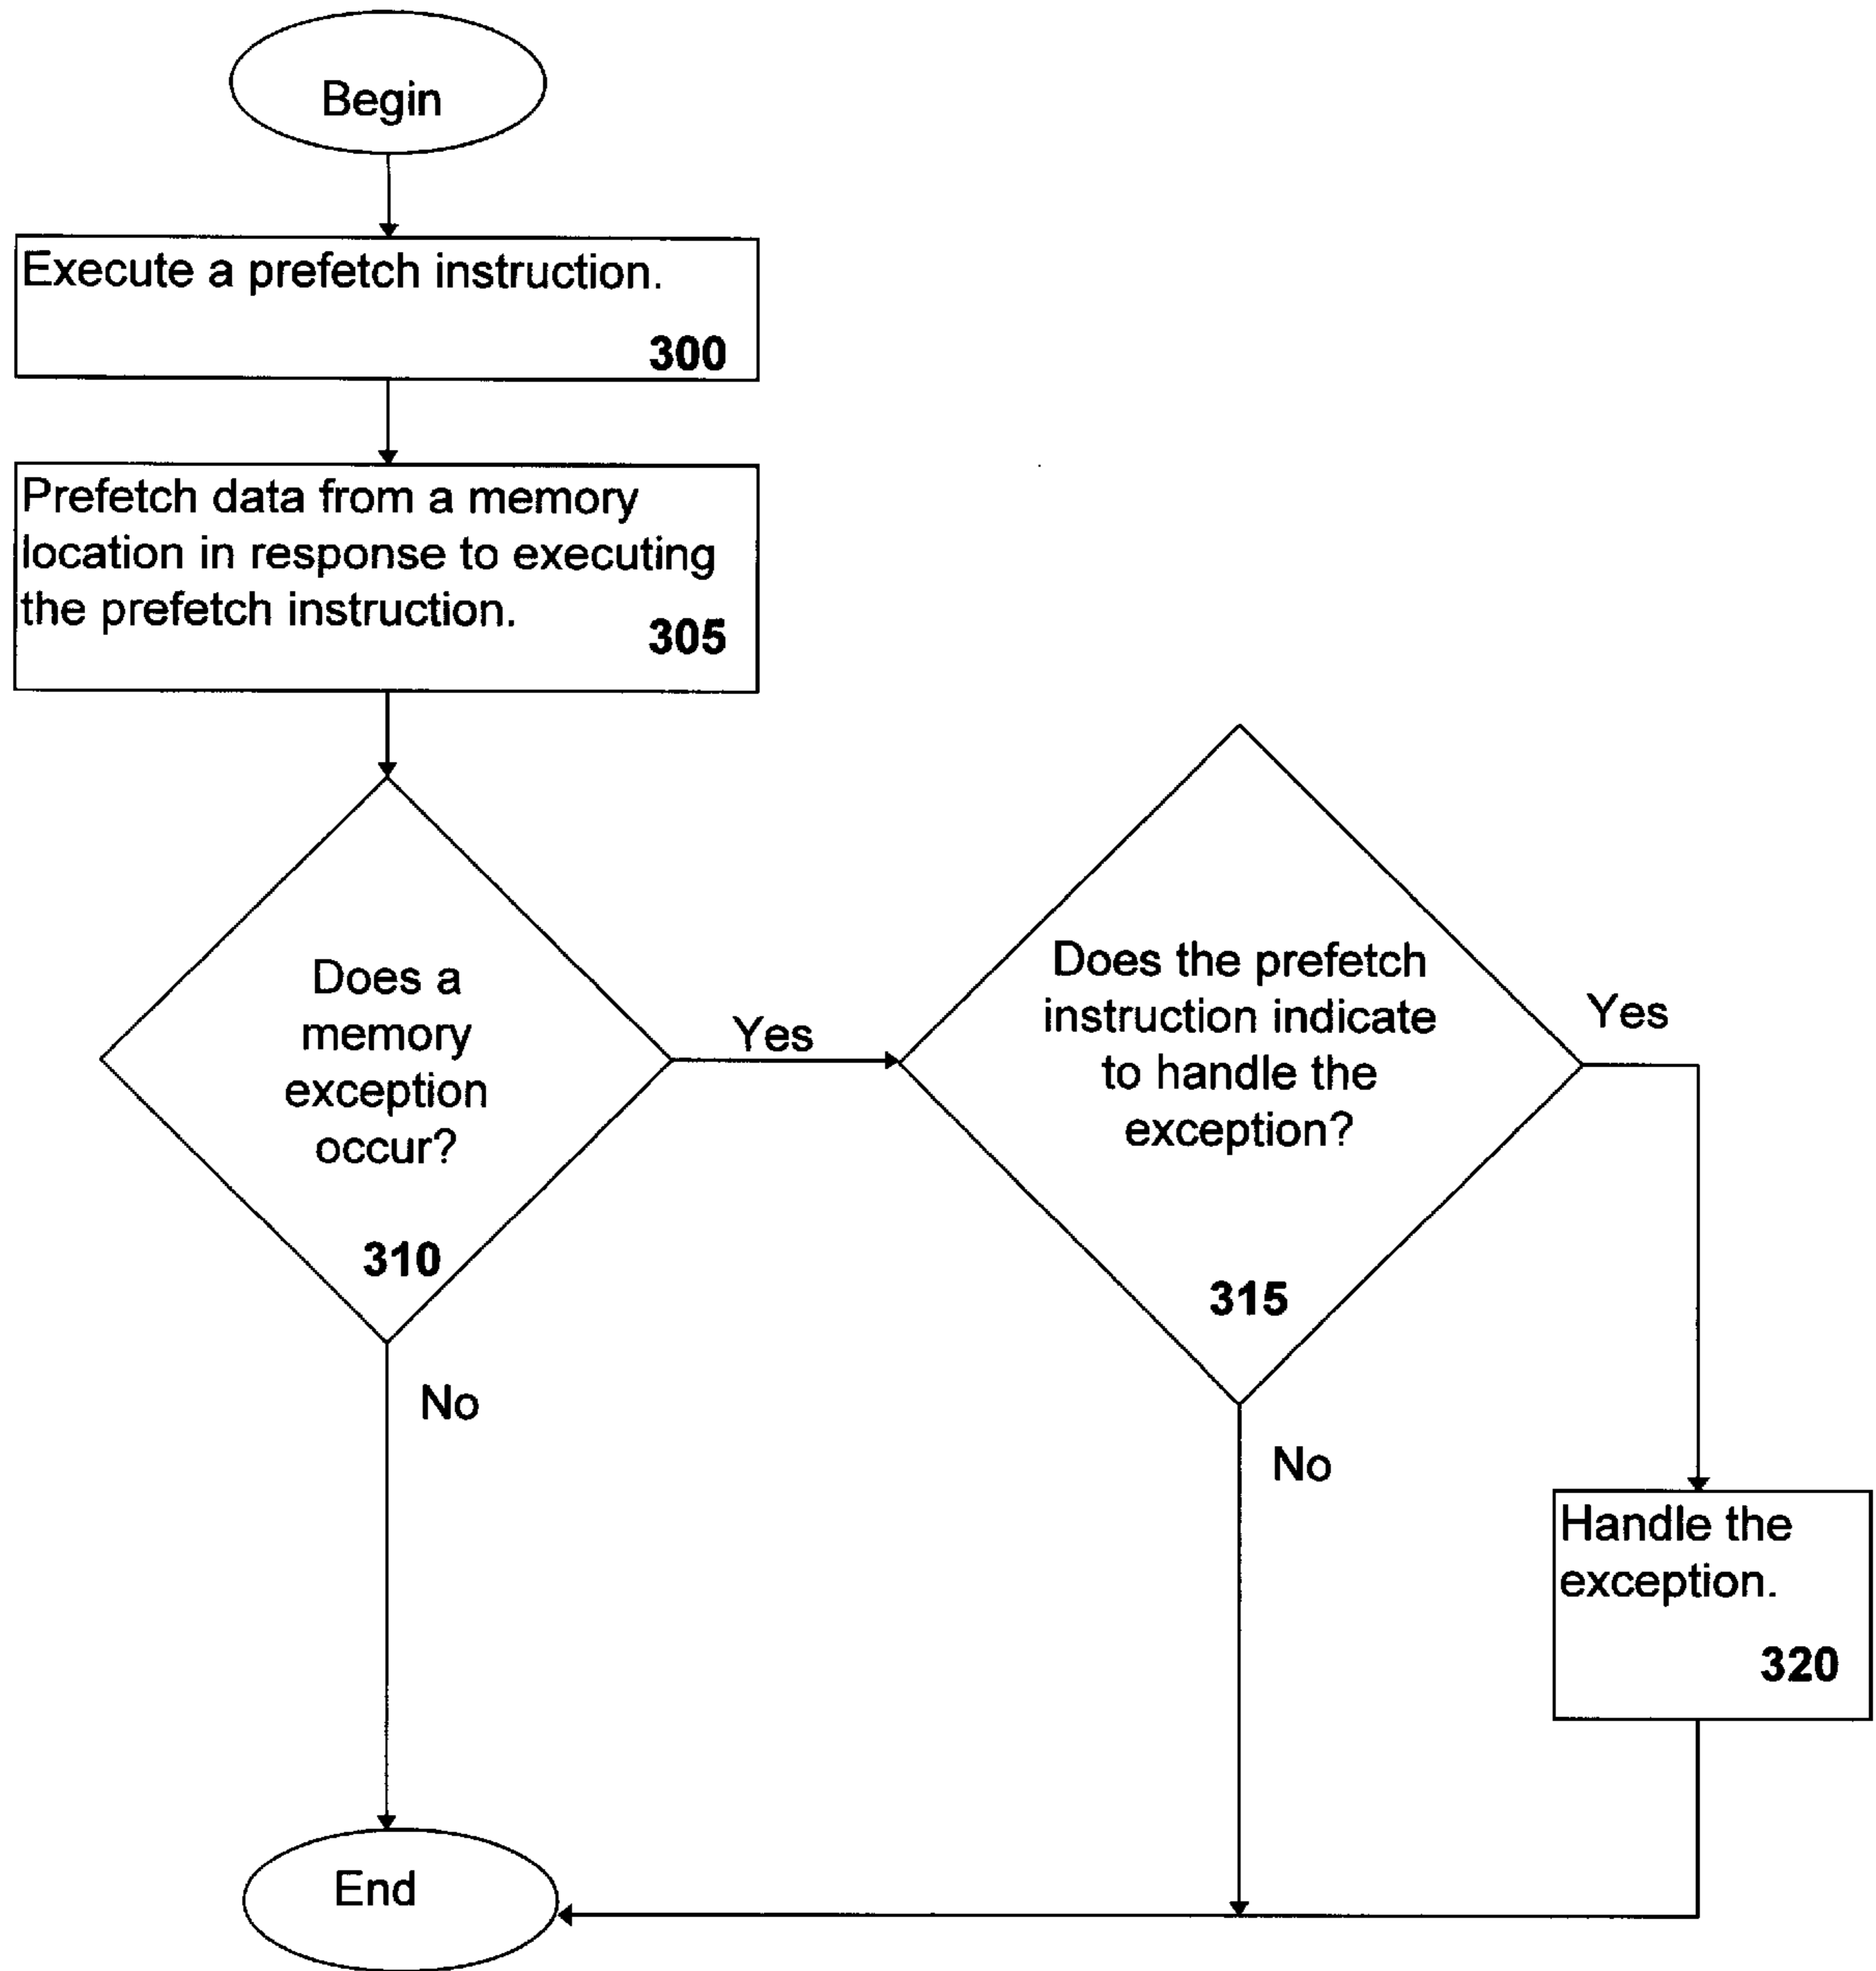 Begin
Execute a prefetch instruction.
300
Prefetch data from a memory
location in response to executing
the prefetch instruction.
305
Does a
memory
exception
occur?
310
Yes
No
Does the prefetch
instruction indicate
to handle the
exception?
315
Yes
No
Handle the
exception.
320
End